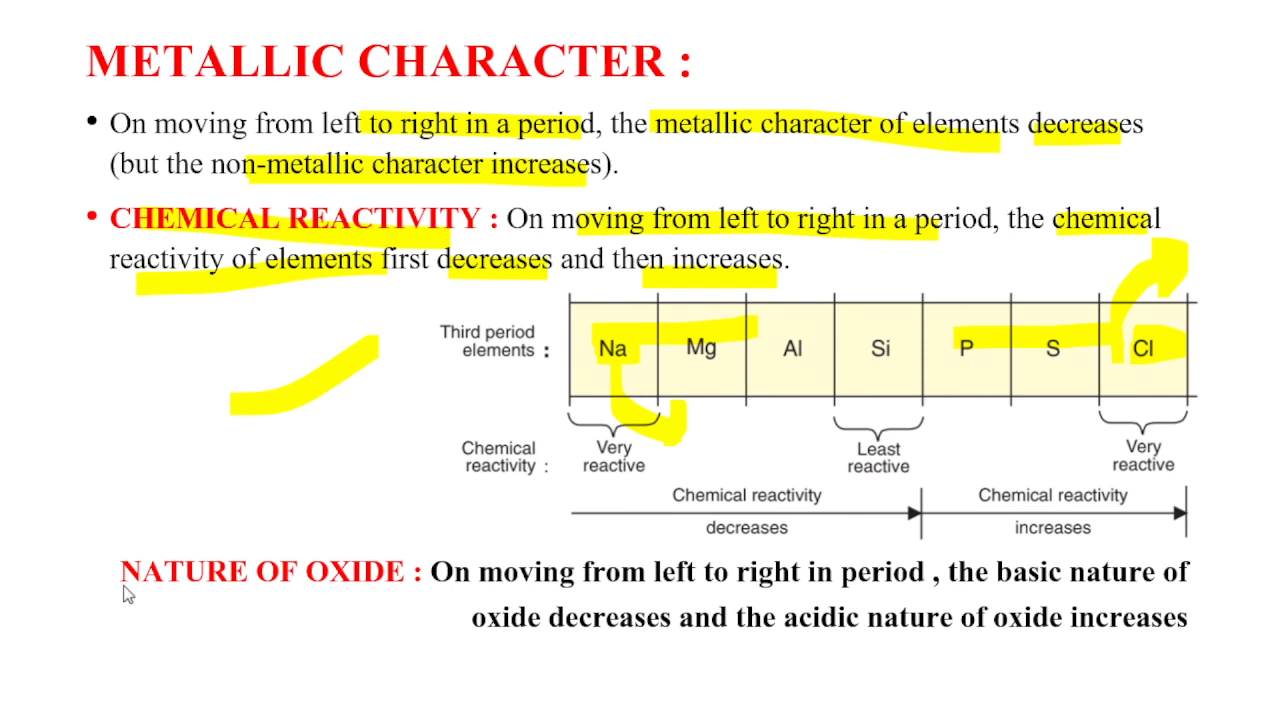 METALLIC CHARACTER :
• On moving from left to right in a period, the metallic character of elements decreases
(but the non-metallic character increases).
• CHEMICAL REACTIVITY : On moving from left to right in a period, the chemical
reactivity of elements first decreases and then increases.
Third period
elements :
Na Mg Al Si P S Cl
Chemical
reactivity :
Very
reactive
Least
reactive
Very
reactive
Chemical reactivity
decreases
Chemical reactivity
increases
NATURE OF OXIDE : On moving from left to right in period , the basic nature of
oxide decreases and the acidic nature of oxide increases